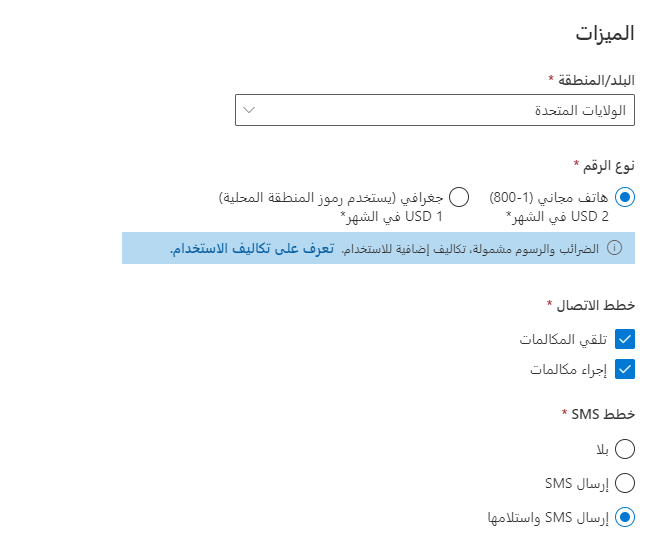 الميزات
البلد/المنطقة *
الولايات المتحدة
نوع الرقم *
هاتف مجاني (1-800)
2 USD في الشهر*
جغرافي (يستخدم رموز المنطقة المحلية)
1 USD في الشهر*
الضرائب والرسوم مشمولة، تكاليف إضافية للاستخدام. تعرف على تكاليف الاستخدام.
خطط الاتصال *
تلقي المكالمات
إجراء مكالمات
خطط SMS *
بلا
إرسال SMS
إرسال SMS واستلامها